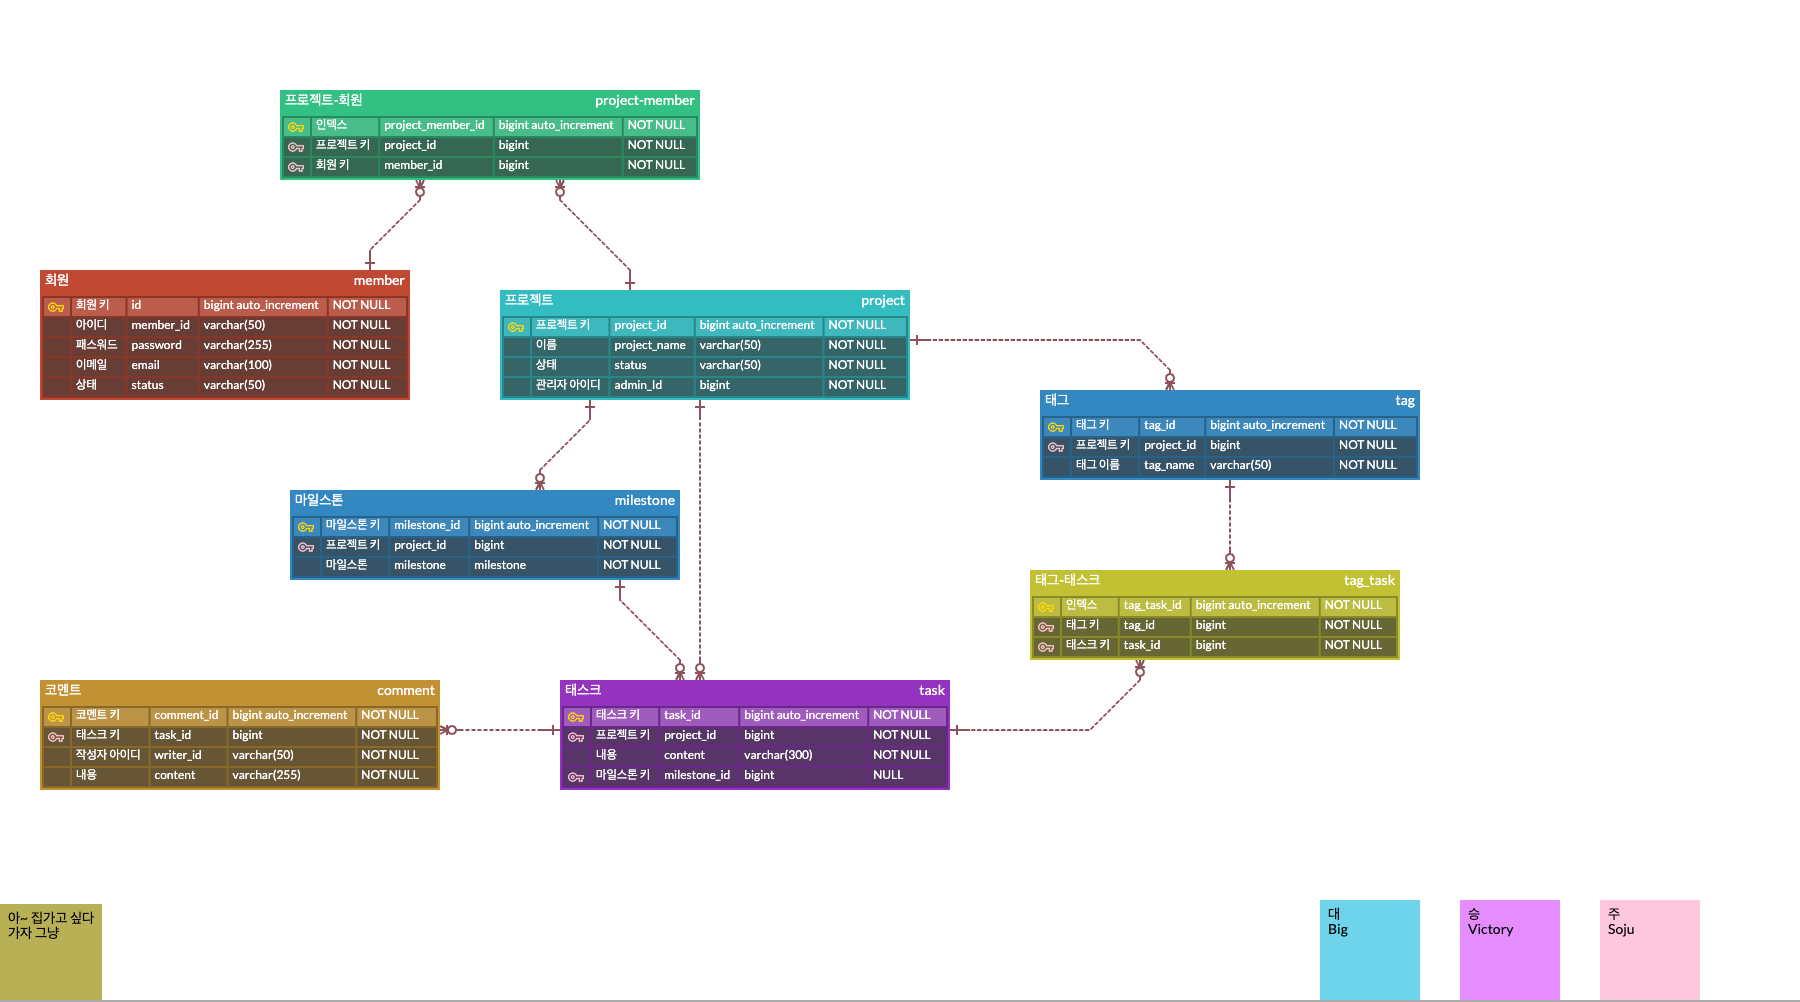 프로젝트-회원 project-member
인덱스 project_member_id bigint auto_increment NOT NULL
프로젝트 키 project_id bigint NOT NULL
회원 키 member_id bigint NOT NULL
회원 member
회원 키 id bigint auto_increment NOT NULL
아이디 member_id varchar(50) NOT NULL
패스워드 password varchar(255) NOT NULL
이메일 email varchar(100) NOT NULL
상태 status varchar(50) NOT NULL
프로젝트 project
프로젝트 키 project_id bigint auto_increment NOT NULL
이름 project_name varchar(50) NOT NULL
상태 status varchar(50) NOT NULL
관리자 아이디 admin_Id bigint NOT NULL
태그 tag
태그 키 tag_id bigint auto_increment NOT NULL
프로젝트 키 project_id bigint NOT NULL
태그 이름 tag_name varchar(50) NOT NULL
마일스톤 milestone
마일스톤 키 milestone_id bigint auto_increment NOT NULL
프로젝트 키 project_id bigint NOT NULL
마일스톤 milestone milestone NOT NULL
태그-태스크 tag_task
인덱스 tag_task_id bigint auto_increment NOT NULL
태그 키 tag_id bigint NOT NULL
태스크 키 task_id bigint NOT NULL
코멘트 comment
코멘트 키 comment_id bigint auto_increment NOT NULL
태스크 키 task_id bigint NOT NULL
작성자 아이디 writer_id varchar(50) NOT NULL
내용 content varchar(255) NOT NULL
태스크 task
태스크 키 task_id bigint auto_increment NOT NULL
프로젝트 키 project_id bigint NOT NULL
내용 content varchar(300) NOT NULL
마일스톤 키 milestone_id bigint NULL
아~ 집가고 싶다
가자 그냥
대
Big
승
Victory
주
Soju